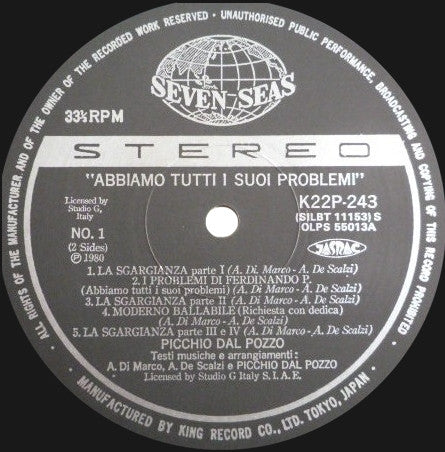 ALL RIGHTS OF THE MANUFACTURER AND OF THE OWNER OF THE RECORDED WORK RESERVED · UNAUTHORISED PUBLIC PERFORMANCE, BROADCASTING AND COPYING OF THIS RECORD PROHIBITED.
SEVEN SEAS
33⅓ RPM
STEREO
"ABBIAMO TUTTI I SUOI PROBLEMI"
Licensed by
Studio G,
Italy
NO. 1
(2 Sides)
Ⓟ 1980
K22P-243
(SILBT 11153) S
OLPS 55013A
JASRAC
1. LA SGARGIANZA parte I (A. Di Marco - A. De Scalzi)
2. I PROBLEMI DI FERDINANDO P.
(Abbiamo tutti i suoi problemi) (A. Di Marco - A. De Scalzi)
3. LA SGARGIANZA parte II (A. Di Marco - A. De Scalzi)
4. MODERNO BALLABILE (Richiesta con dedica)
(A. Di Marco - A. De Scalzi)
5. LA SGARGIANZA parte III e IV (A. Di Marco - A. De Scalzi)
PICCHIO DAL POZZO
Testi musiche e arrangiamenti :
A. Di Marco, A. De Scalzi e PICCHIO DAL POZZO
Licensed by Studio G Italy S.I.A.E.
MANUFACTURED BY KING RECORD CO., LTD. TOKYO, JAPAN